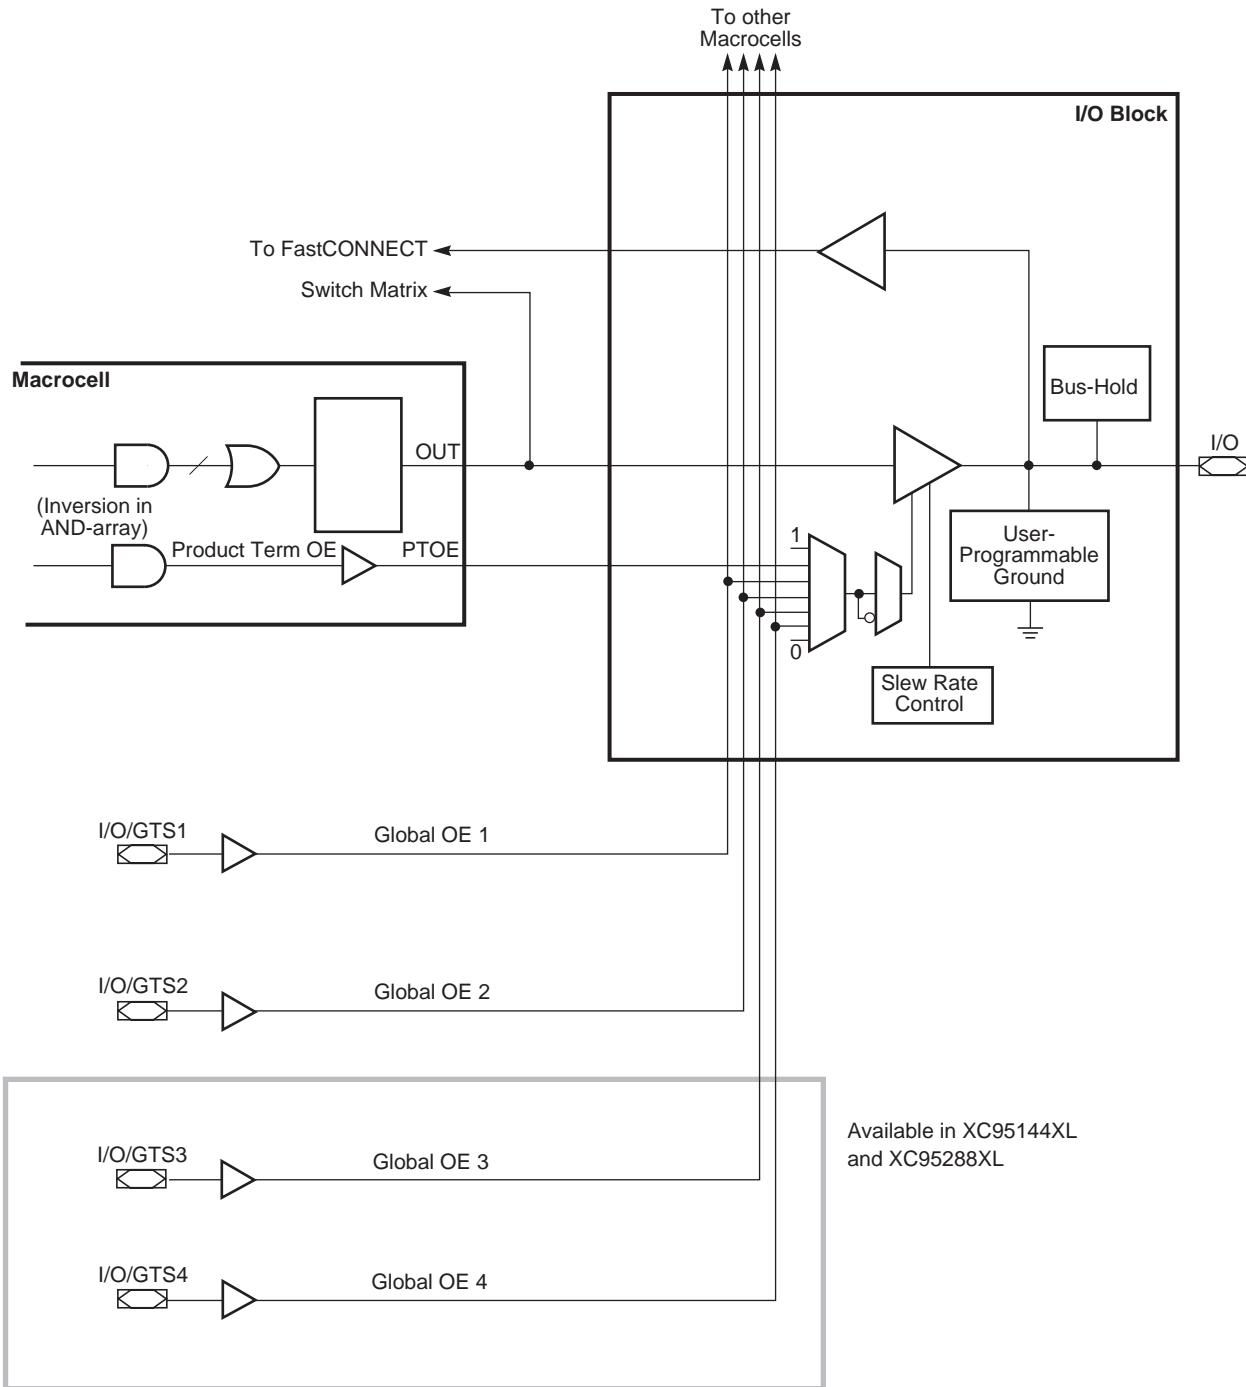 To other
Macrocells
I/O Block
To FastCONNECT
Switch Matrix
Macrocell
Bus-Hold
OUT
I/O
(Inversion in
AND-array)
Product Term OE
PTOE
1
User-
Programmable
Ground
0
Slew Rate
Control
I/O/GTS1
Global OE 1
I/O/GTS2
Global OE 2
I/O/GTS3
Global OE 3
Available in XC95144XL
and XC95288XL
I/O/GTS4
Global OE 4